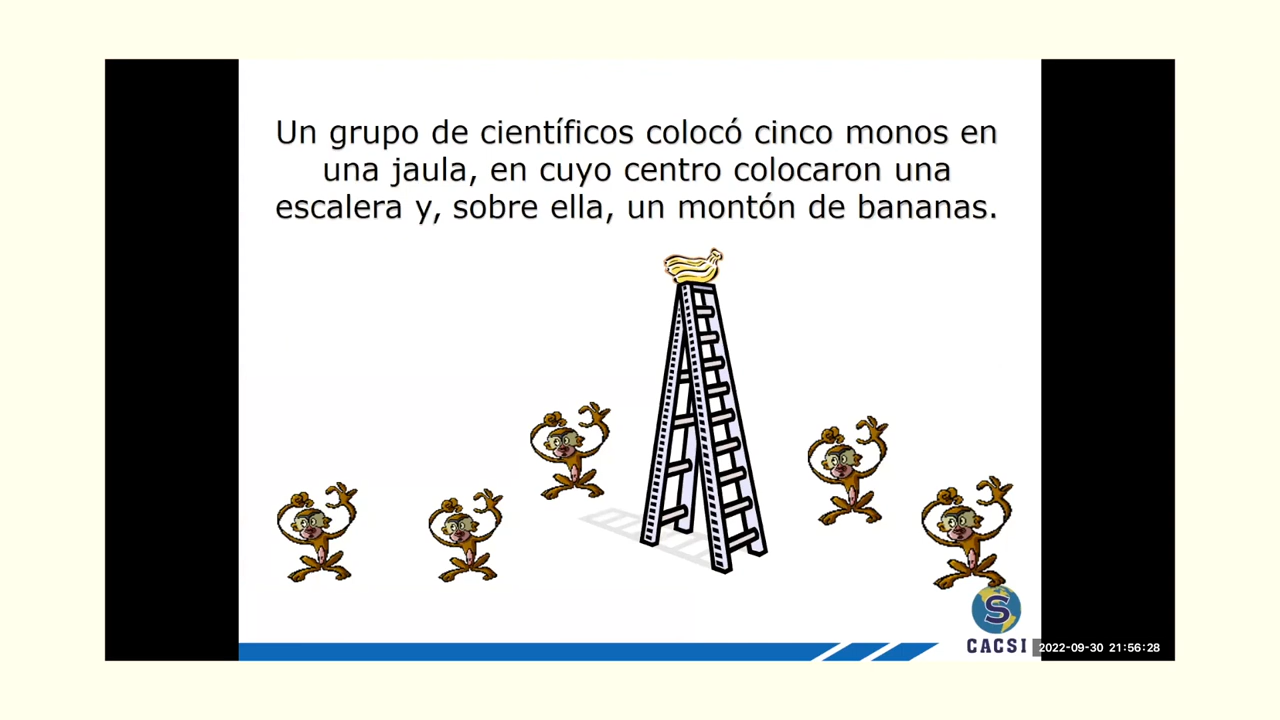 Un grupo de científicos colocó cinco monos en
una jaula, en cuyo centro colocaron una
escalera y, sobre ella, un montón de bananas.
S
CACSI
2022-09-30 21:56:28